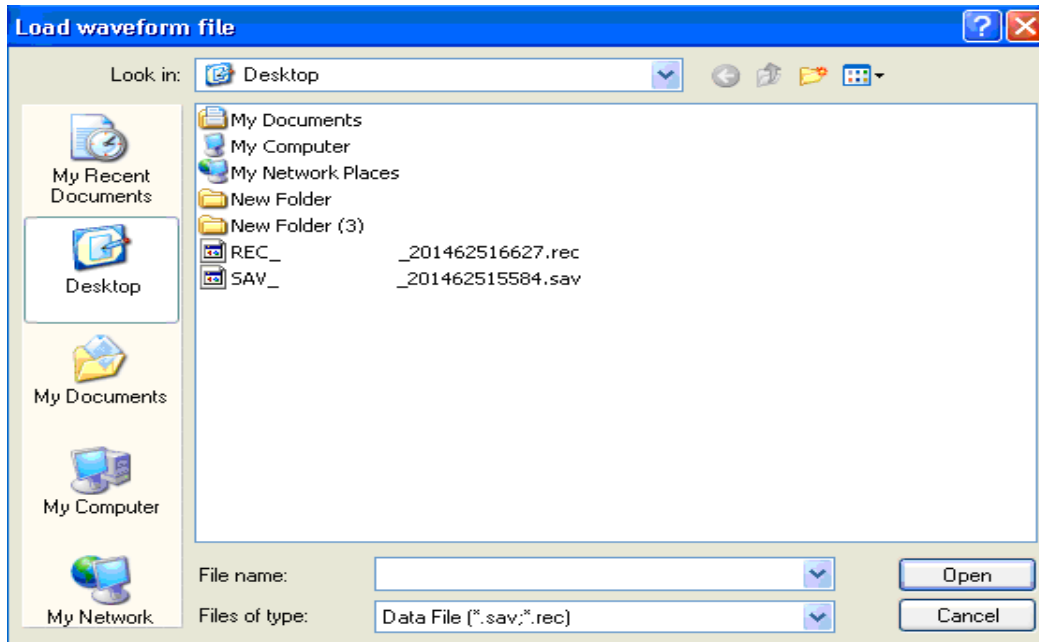 Load waveform file
Look in: Desktop
My Recent
Documents
Desktop
My Documents
My Computer
My Network
My Documents
My Computer
My Network Places
New Folder
New Folder (3)
REC_ _201462516627.rec
SAV_ _201462515584.sav
File name: Open
Files of type: Data File (*.sav;*.rec) Cancel